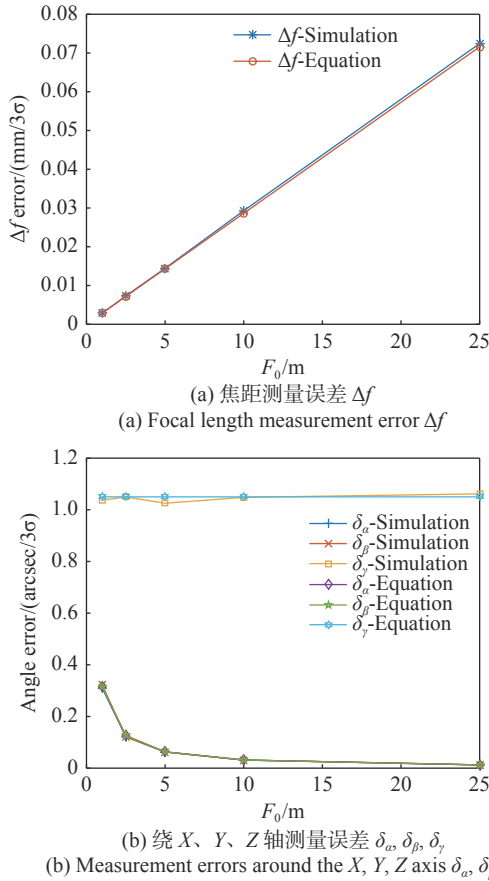 0.08
0.07
0.06
0.05
0.04
0.03
0.02
0.01
0
Δf error/(mm/3σ)
Δf-Simulation
Δf-Equation
0 5 10 15 20 25
F₀/m
(a) 焦距测量误差 Δf
(a) Focal length measurement error Δf
1.2
1.0
0.8
0.6
0.4
0.2
0
Angle error/(arcsec/3σ)
δα-Simulation
δβ-Simulation
δγ-Simulation
δα-Equation
δβ-Equation
δγ-Equation
0 5 10 15 20 25
F₀/m
(b) 绕 X、Y、Z 轴测量误差 δα, δβ, δγ
(b) Measurement errors around the X, Y, Z axis δα,